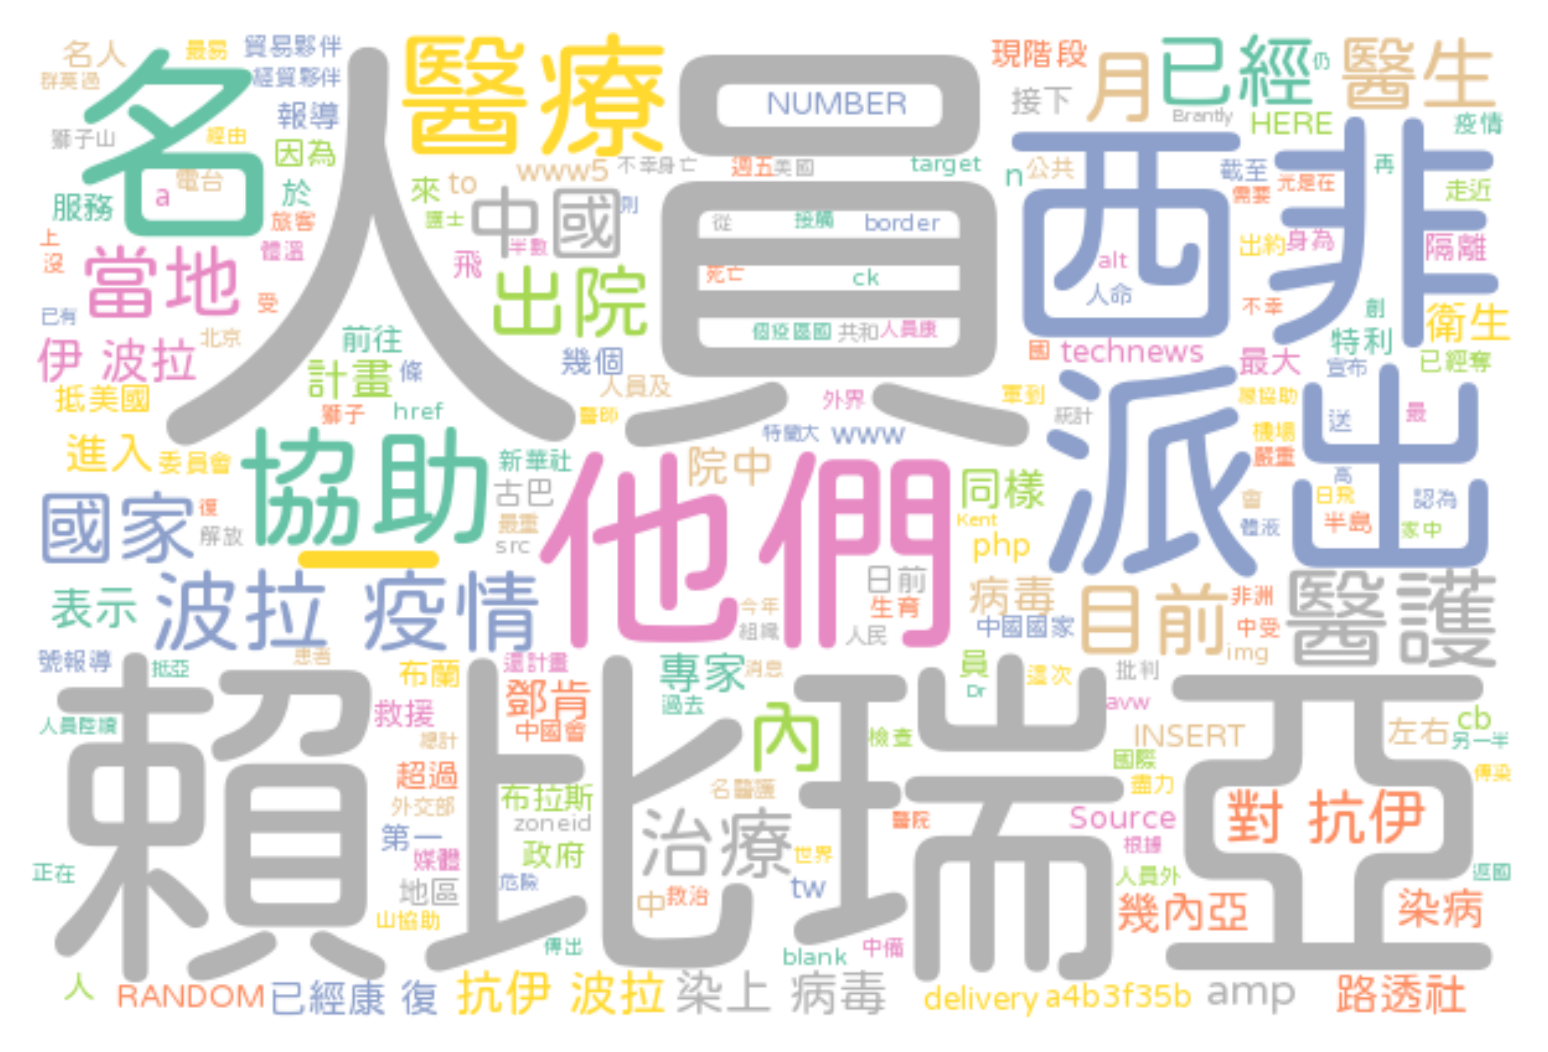 名人
最易
貿易夥伴
群英過
經貿夥伴
名
人員
醫療
NUMBER
現階段
月
已經
仍
醫生
接下
Brantly
HERE
疫情
報導
獅子山
經由
因為
www5
不幸身亡
週五
美國
target
n
公共
西非
截至
再
光是在
需要
走近
電台
a
服務
於
旅客
來
to
護士
中國
則
從
接觸
border
上
沒
當地
體溫
飛
半數
出院
死亡
ck
alt
人命
出約
身為
隔離
受
已有
北京
不幸
創
衛生
伊 波拉
前往
幾個
個疫區國
共和
人員康
國
technews
最大
特利
宣布
已經奪
計畫
條
人員及
抵美國
獅子
href
醫師
外界
軍到
統計
派出
屋協助
送
最
進入
委員會
協助
新華社
特蘭大
www
院中
機場
嚴重
古巴
他們
同樣
高
日飛
認為
會
國家
復
解放
最重
src
Kent
php
體液
半島
家中
一
表示
波拉 疫情
今年
組織
日前
生育
人民
病毒
中國國家
目前
非洲
中受
img
醫護
號報導
抵亞
患者
布蘭
還計畫
專家
消息
員
Dr
這次
批判
avw
賴比瑞亞
人員陸續
救援
鄧肯
中國會
過去
內
檢查
INSERT
國際
左右
cb
另一半
總計
超過
外交部
布拉斯
名醫護
盡力
傳染
zoneid
治療
醫院
Source
根據
對 抗伊
第一
媒體
政府
世界
正在
地區
危險
中
救治
tw
人員外
返國
山協助
幾內亞
染病
傳出
blank
中備
人
RANDOM
已經康 復
抗伊 波拉
染上 病毒
delivery
a4b3f35b
amp
路透社